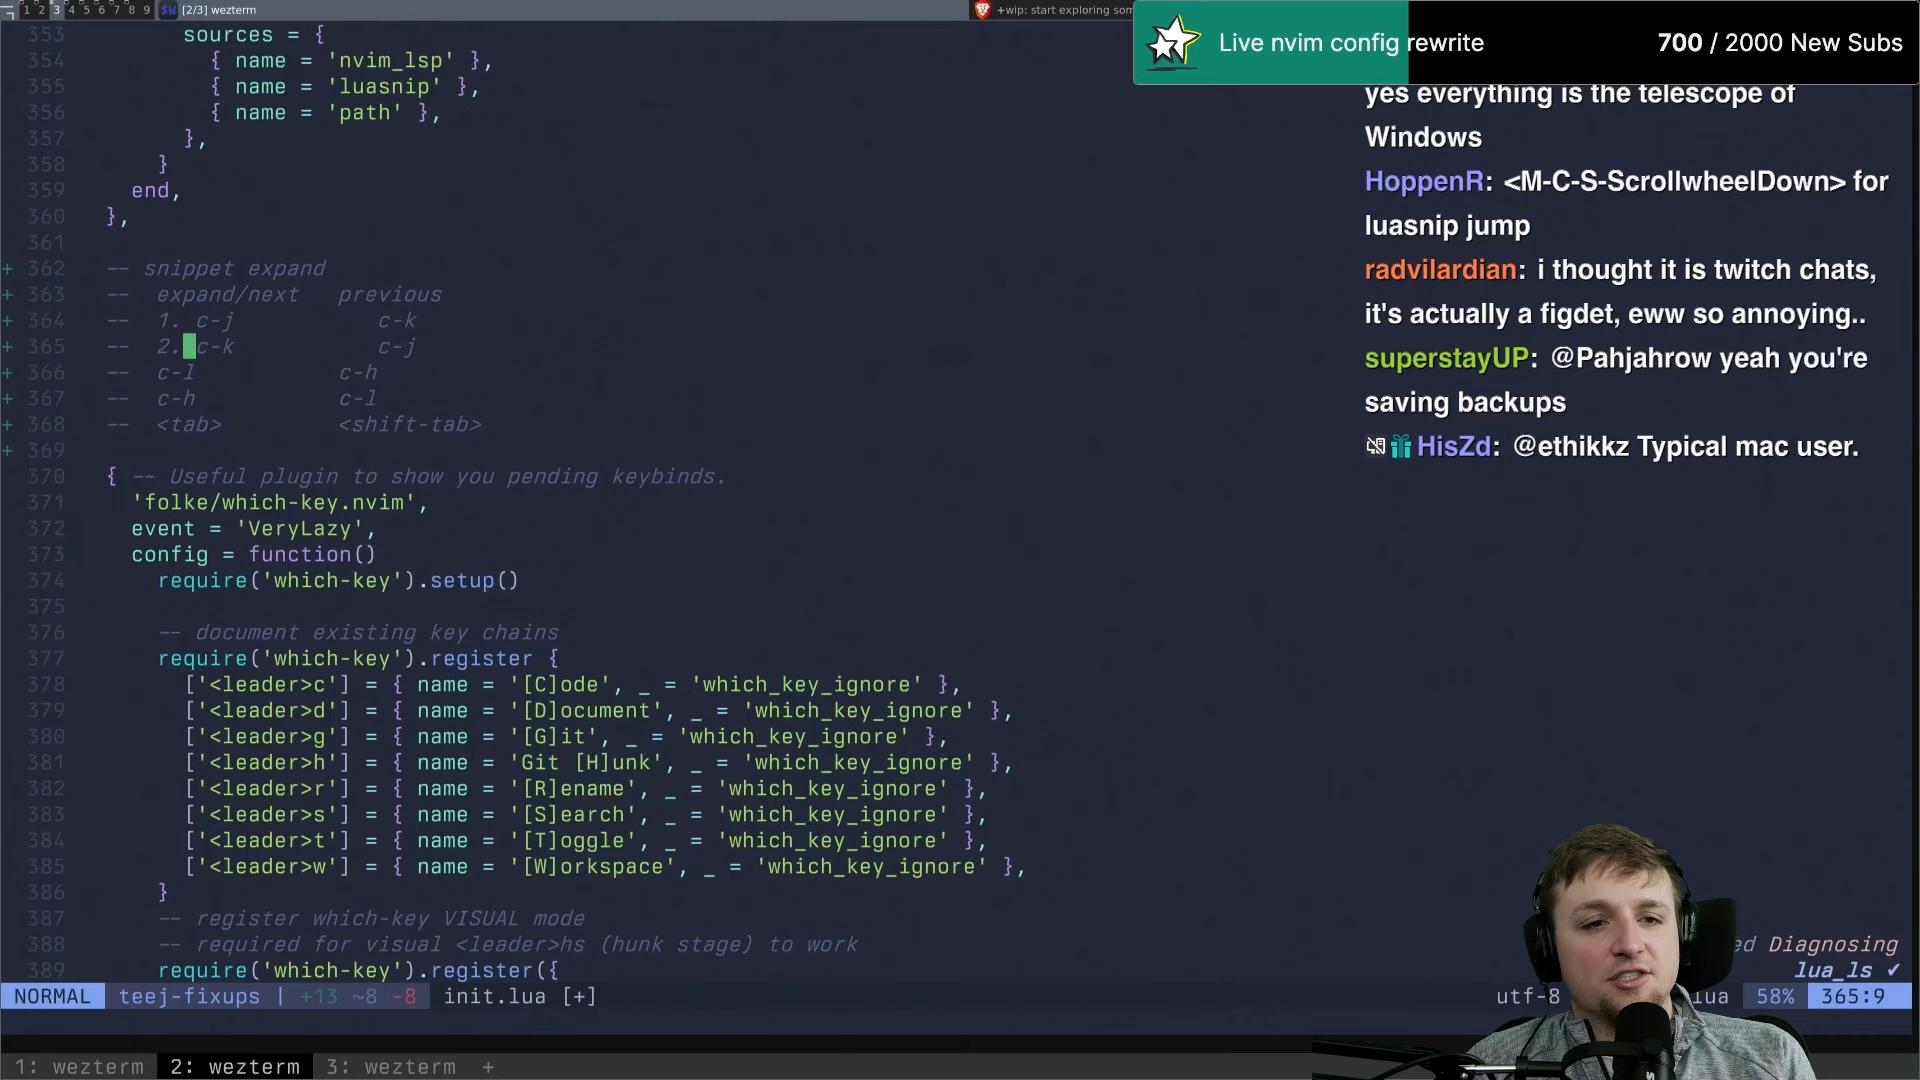 1 2 3 4 5 6 7 8 9 $W [2/3] wezterm
+wip: start exploring som
Live nvim config rewrite 700 / 2000 New Subs
353 sources = {
354 { name = 'nvim_lsp' },
355 { name = 'luasnip' },
356 { name = 'path' },
357 },
358 }
359 end,
360 },
361
+ 362 -- snippet expand
+ 363 -- expand/next previous
+ 364 -- 1. c-j c-k
+ 365 -- 2. c-k c-j
+ 366 -- c-l c-h
+ 367 -- c-h c-l
+ 368 -- <tab> <shift-tab>
+ 369
370 { -- Useful plugin to show you pending keybinds.
371 'folke/which-key.nvim',
372 event = 'VeryLazy',
373 config = function()
374 require('which-key').setup()
375
376 -- document existing key chains
377 require('which-key').register {
378 ['<leader>c'] = { name = '[C]ode', _ = 'which_key_ignore' },
379 ['<leader>d'] = { name = '[D]ocument', _ = 'which_key_ignore' },
380 ['<leader>g'] = { name = '[G]it', _ = 'which_key_ignore' },
381 ['<leader>h'] = { name = 'Git [H]unk', _ = 'which_key_ignore' },
382 ['<leader>r'] = { name = '[R]ename', _ = 'which_key_ignore' },
383 ['<leader>s'] = { name = '[S]earch', _ = 'which_key_ignore' },
384 ['<leader>t'] = { name = '[T]oggle', _ = 'which_key_ignore' },
385 ['<leader>w'] = { name = '[W]orkspace', _ = 'which_key_ignore' },
386 }
387 -- register which-key VISUAL mode
388 -- required for visual <leader>hs (hunk stage) to work
389 require('which-key').register({
yes everything is the telescope of
Windows
HoppenR: <M-C-S-ScrollwheelDown> for
luasnip jump
radvilardian: i thought it is twitch chats,
it's actually a figdet, eww so annoying..
superstayUP: @Pahjahrow yeah you're
saving backups
HisZd: @ethikkz Typical mac user.
ed Diagnosing
lua_ls ✓
NORMAL teej-fixups | +13 ~8 -8 init.lua [+] utf-8 lua 58% 365:9
1: wezterm 2: wezterm 3: wezterm +